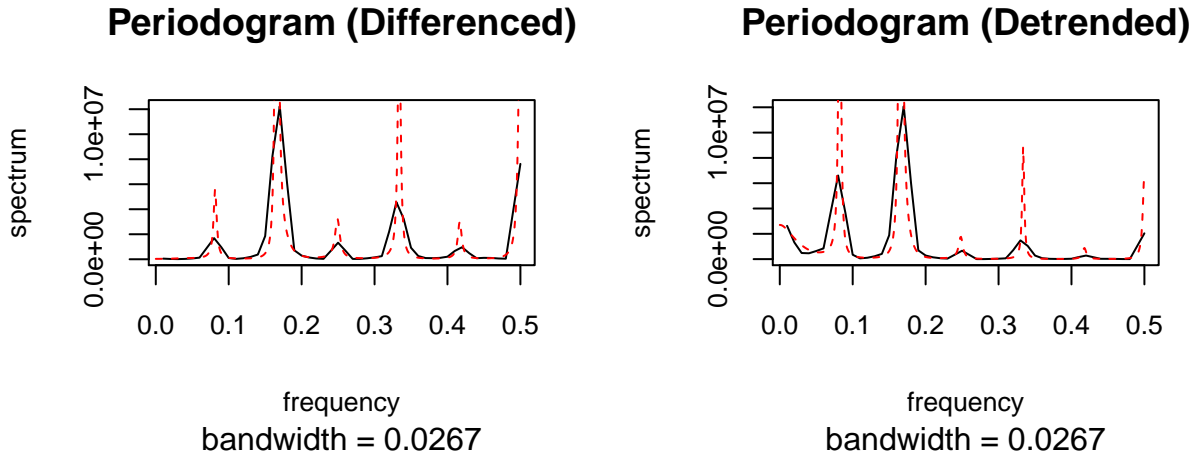 Periodogram (Differenced)
spectrum
0.0e+00 1.0e+07
0.0 0.1 0.2 0.3 0.4 0.5
frequency
bandwidth = 0.0267
Periodogram (Detrended)
spectrum
0.0e+00 1.0e+07
0.0 0.1 0.2 0.3 0.4 0.5
frequency
bandwidth = 0.0267